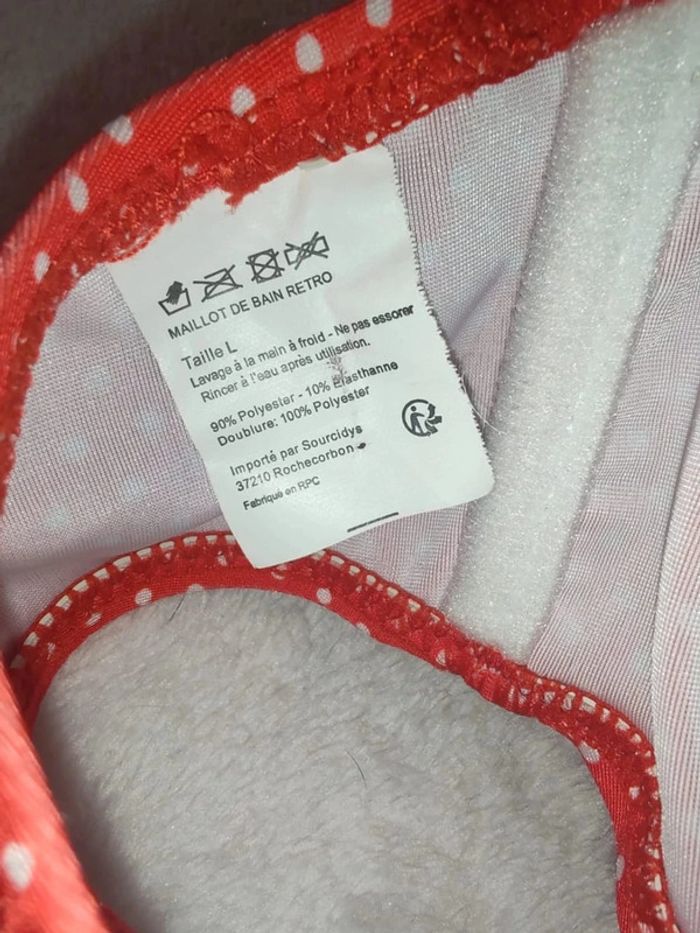 MAILLOT DE BAIN RETRO
Taille L
Lavage à la main à froid - Ne pas essorer
Rincer à l'eau après utilisation.
90% Polyester - 10% Elasthanne
Doublure: 100% Polyester
Importé par Sourcidys
37210 Rochecorbon
Fabriqué en RPC